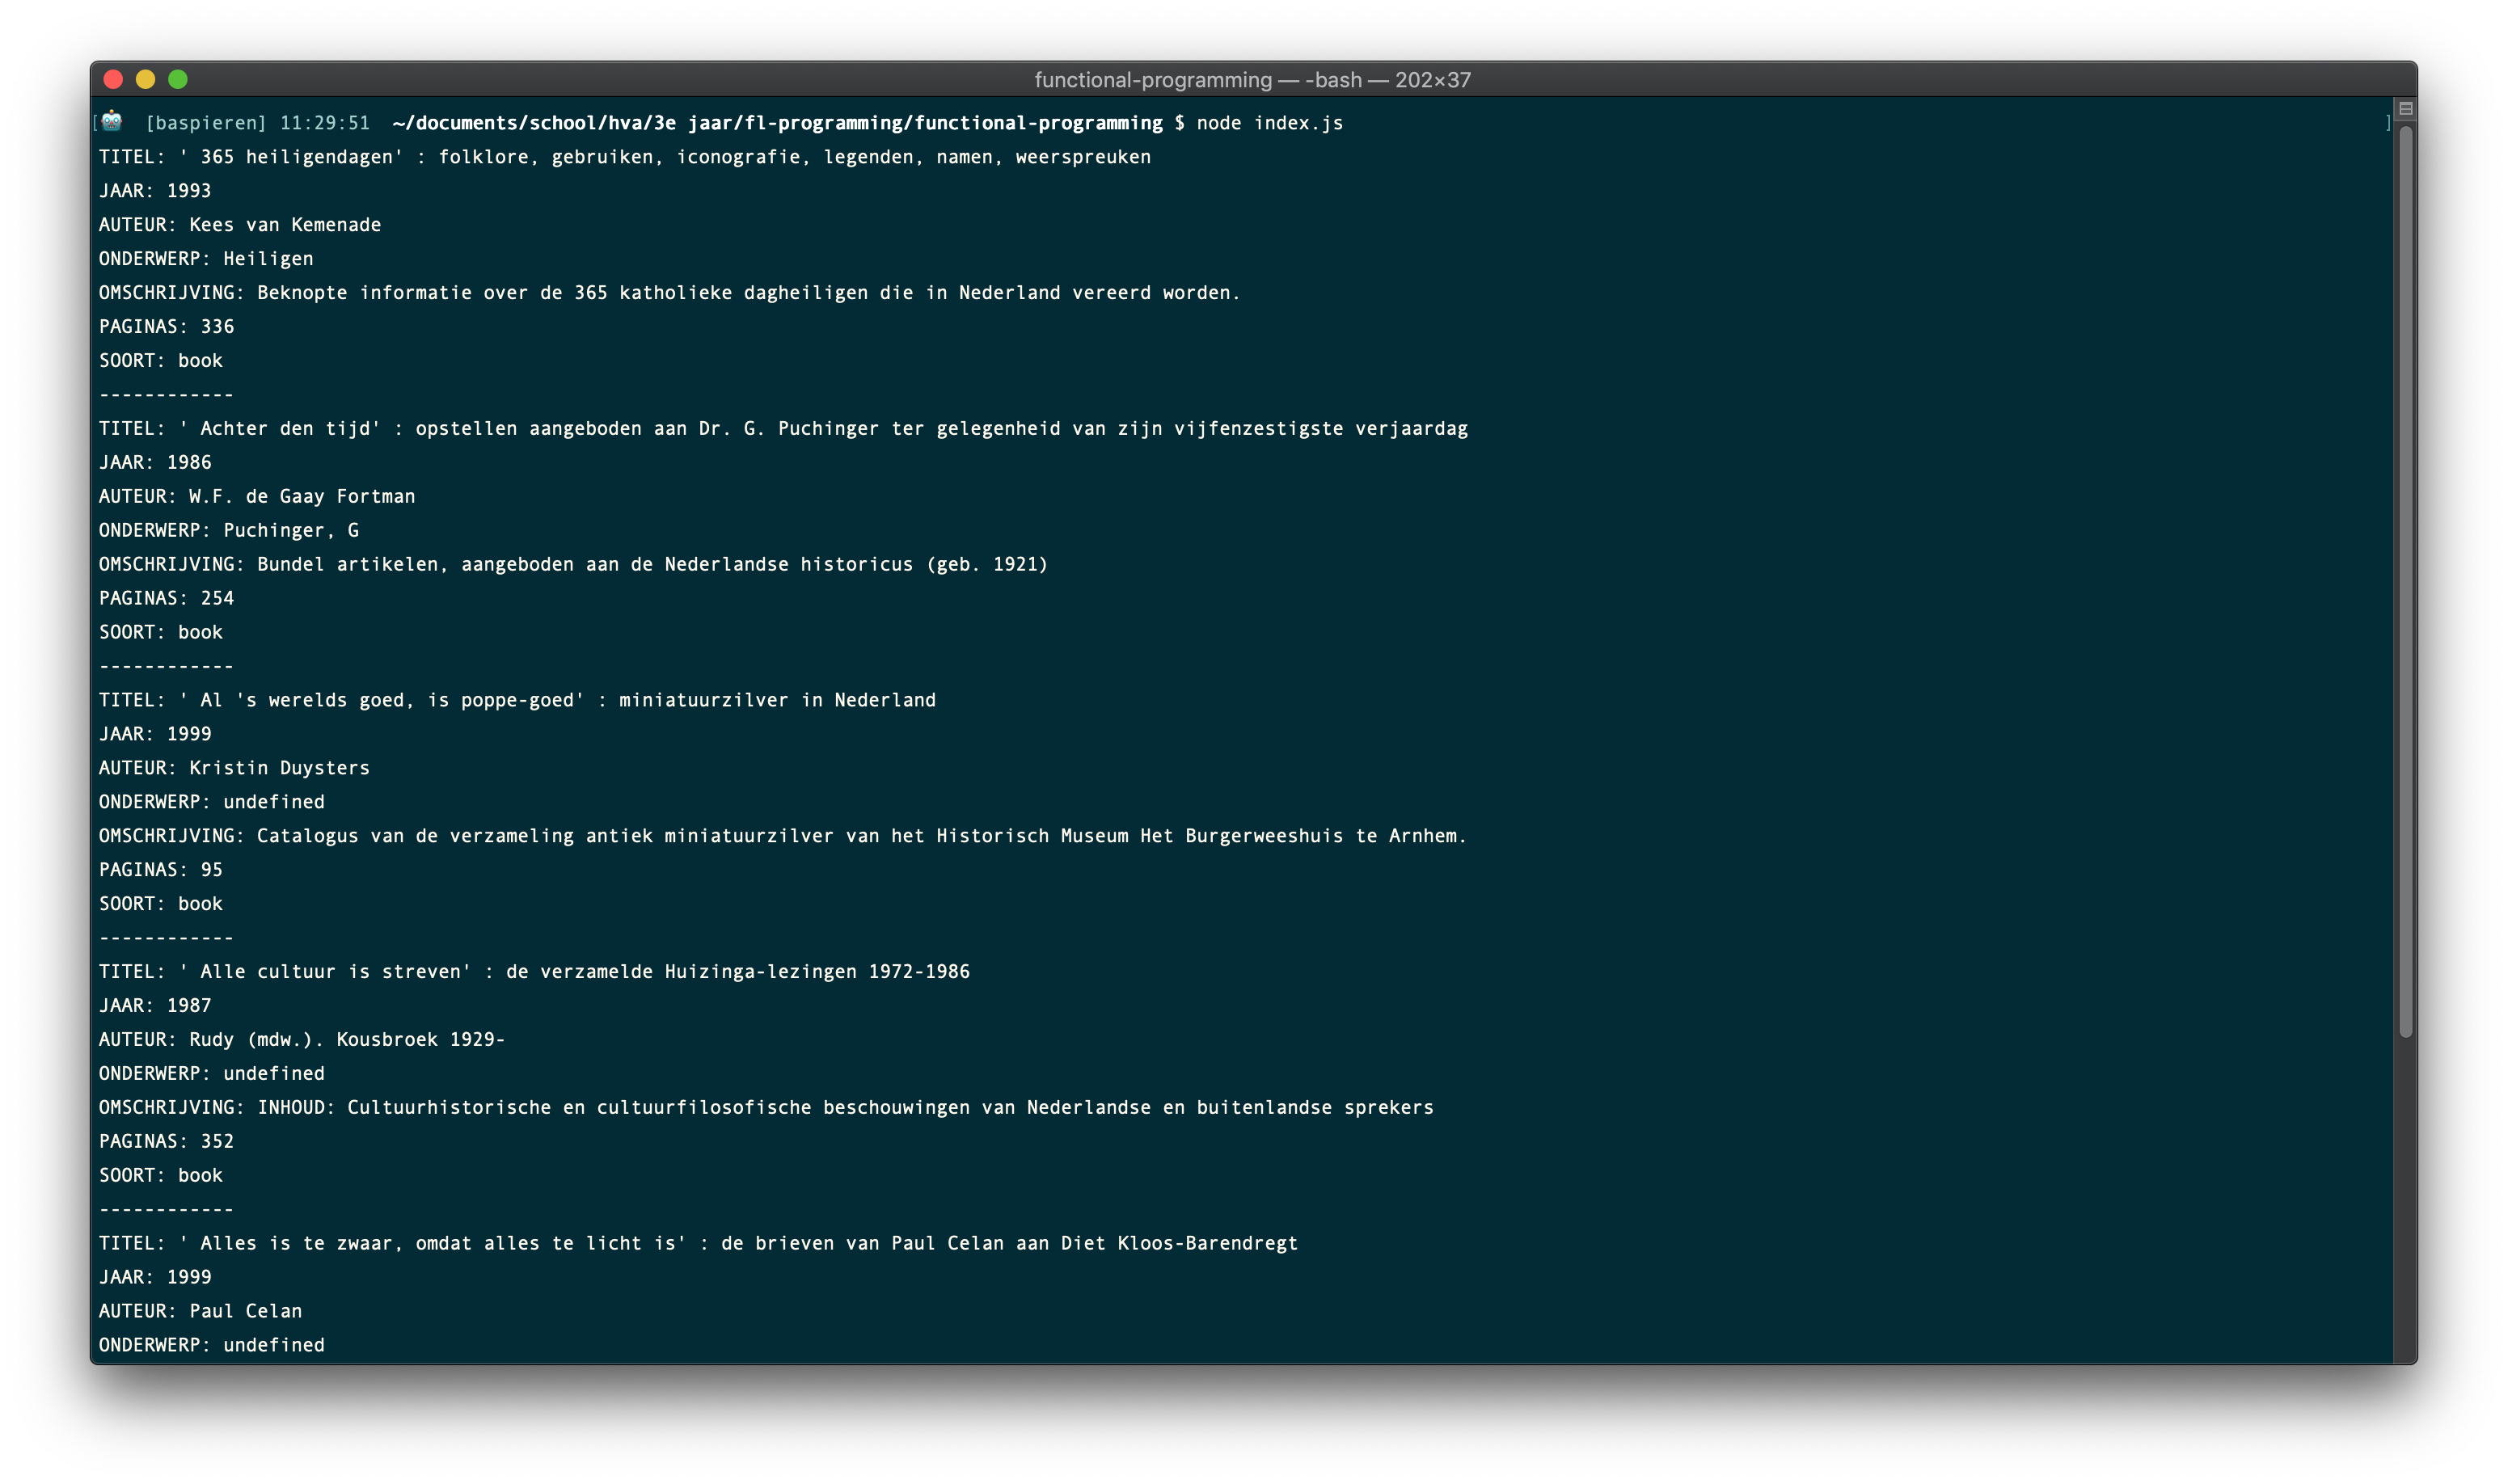 functional-programming — -bash — 202×37
[🤖 [baspieren] 11:29:51 ~/documents/school/hva/3e jaar/fl-programming/functional-programming $ node index.js ]
TITEL: ' 365 heiligendagen' : folklore, gebruiken, iconografie, legenden, namen, weerspreuken
JAAR: 1993
AUTEUR: Kees van Kemenade
ONDERWERP: Heiligen
OMSCHRIJVING: Beknopte informatie over de 365 katholieke dagheiligen die in Nederland vereerd worden.
PAGINAS: 336
SOORT: book
------------
TITEL: ' Achter den tijd' : opstellen aangeboden aan Dr. G. Puchinger ter gelegenheid van zijn vijfenzestigste verjaardag
JAAR: 1986
AUTEUR: W.F. de Gaay Fortman
ONDERWERP: Puchinger, G
OMSCHRIJVING: Bundel artikelen, aangeboden aan de Nederlandse historicus (geb. 1921)
PAGINAS: 254
SOORT: book
------------
TITEL: ' Al 's werelds goed, is poppe-goed' : miniatuurzilver in Nederland
JAAR: 1999
AUTEUR: Kristin Duysters
ONDERWERP: undefined
OMSCHRIJVING: Catalogus van de verzameling antiek miniatuurzilver van het Historisch Museum Het Burgerweeshuis te Arnhem.
PAGINAS: 95
SOORT: book
------------
TITEL: ' Alle cultuur is streven' : de verzamelde Huizinga-lezingen 1972-1986
JAAR: 1987
AUTEUR: Rudy (mdw.). Kousbroek 1929-
ONDERWERP: undefined
OMSCHRIJVING: INHOUD: Cultuurhistorische en cultuurfilosofische beschouwingen van Nederlandse en buitenlandse sprekers
PAGINAS: 352
SOORT: book
------------
TITEL: ' Alles is te zwaar, omdat alles te licht is' : de brieven van Paul Celan aan Diet Kloos-Barendregt
JAAR: 1999
AUTEUR: Paul Celan
ONDERWERP: undefined